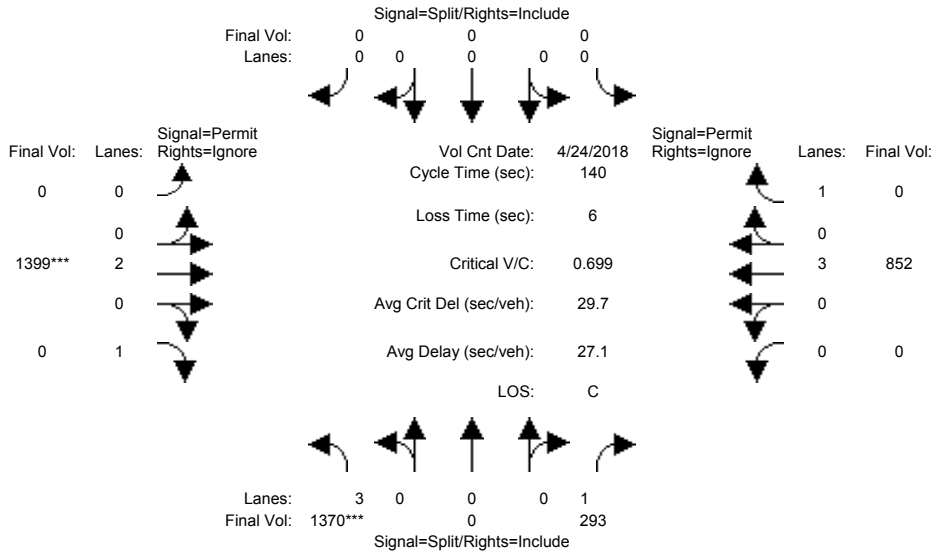 Signal=Split/Rights=Include
Final Vol: 0 0 0
Lanes: 0 0 0 0 0
Signal=Permit Signal=Permit
Final Vol: Lanes: Rights=Ignore Vol Cnt Date: 4/24/2018 Rights=Ignore Lanes: Final Vol:
Cycle Time (sec): 140
0 0 1 0
Loss Time (sec): 6
0 0
1399*** 2 Critical V/C: 0.699 3 852
0 Avg Crit Del (sec/veh): 29.7 0
0 1 Avg Delay (sec/veh): 27.1 0 0
LOS: C
Lanes: 3 0 0 0 1
Final Vol: 1370*** 0 293
Signal=Split/Rights=Include